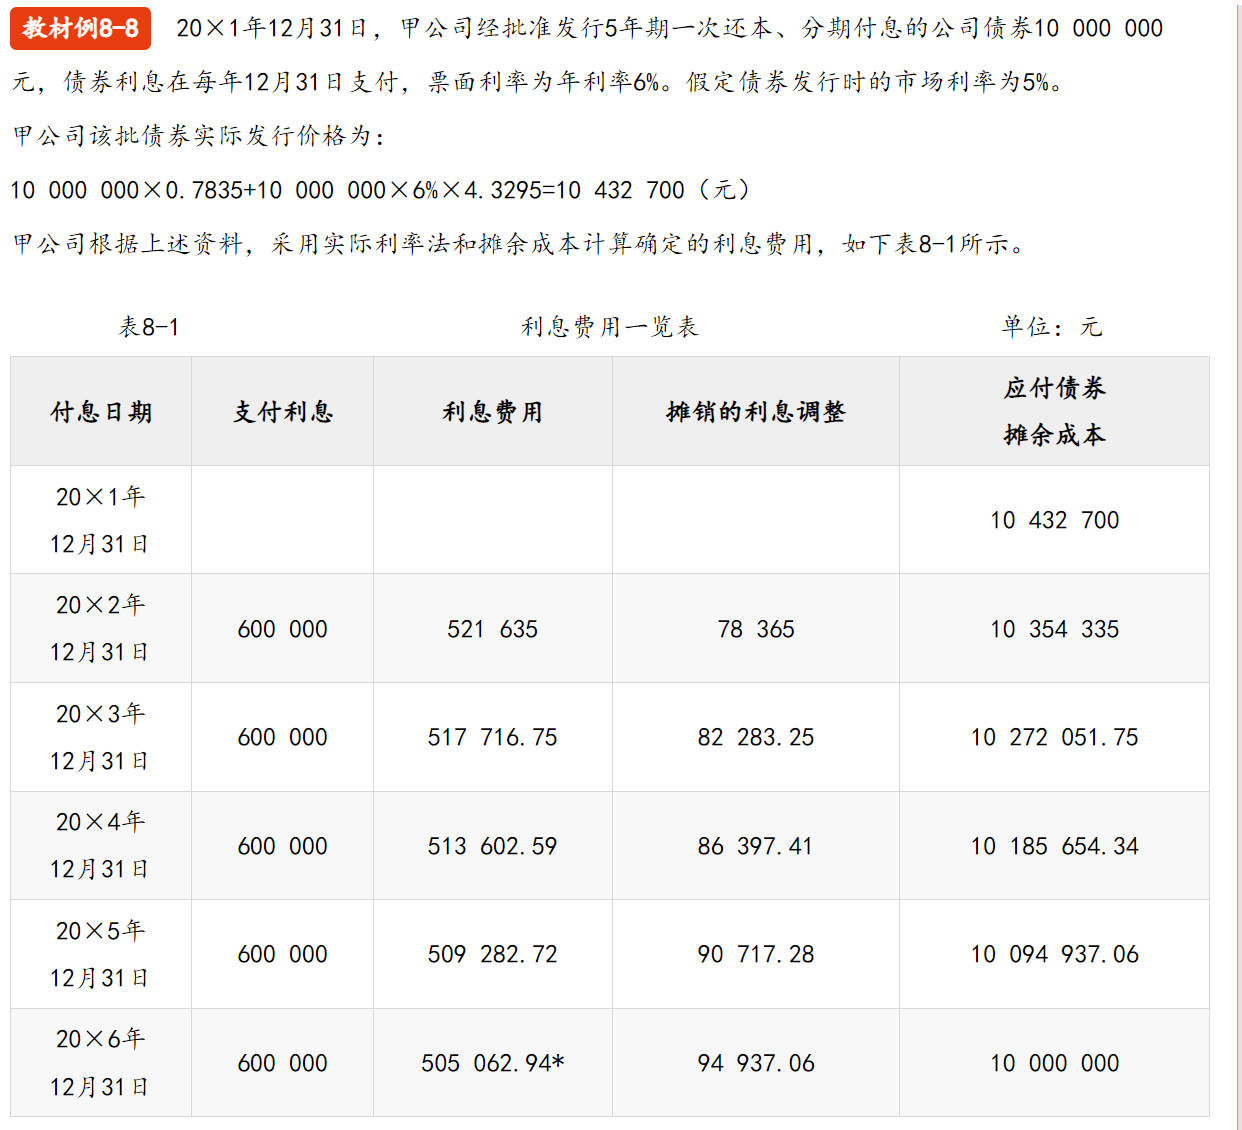 教材例8-8 20×1年12月31日，甲公司经批准发行5年期一次还本、分期付息的公司债券10 000 000
元，债券利息在每年12月31日支付，票面利率为年利率6%。假定债券发行时的市场利率为5%。
甲公司该批债券实际发行价格为：
10 000 000×0.7835+10 000 000×6%×4.3295=10 432 700（元）
甲公司根据上述资料，采用实际利率法和摊余成本计算确定的利息费用，如下表8-1所示。
表8-1 利息费用一览表 单位：元
付息日期 支付利息 利息费用 摊销的利息调整 应付债券
摊余成本
20×1年
12月31日 10 432 700
20×2年
12月31日 600 000 521 635 78 365 10 354 335
20×3年
12月31日 600 000 517 716.75 82 283.25 10 272 051.75
20×4年
12月31日 600 000 513 602.59 86 397.41 10 185 654.34
20×5年
12月31日 600 000 509 282.72 90 717.28 10 094 937.06
20×6年
12月31日 600 000 505 062.94* 94 937.06 10 000 000